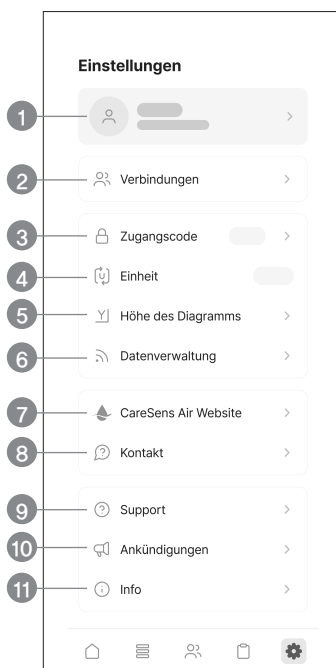 Einstellungen
1
2 Verbindungen
3 Zugangscode
4 Einheit
5 Höhe des Diagramms
6 Datenverwaltung
7 CareSens Air Website
8 Kontakt
9 Support
10 Ankündigungen
11 Info